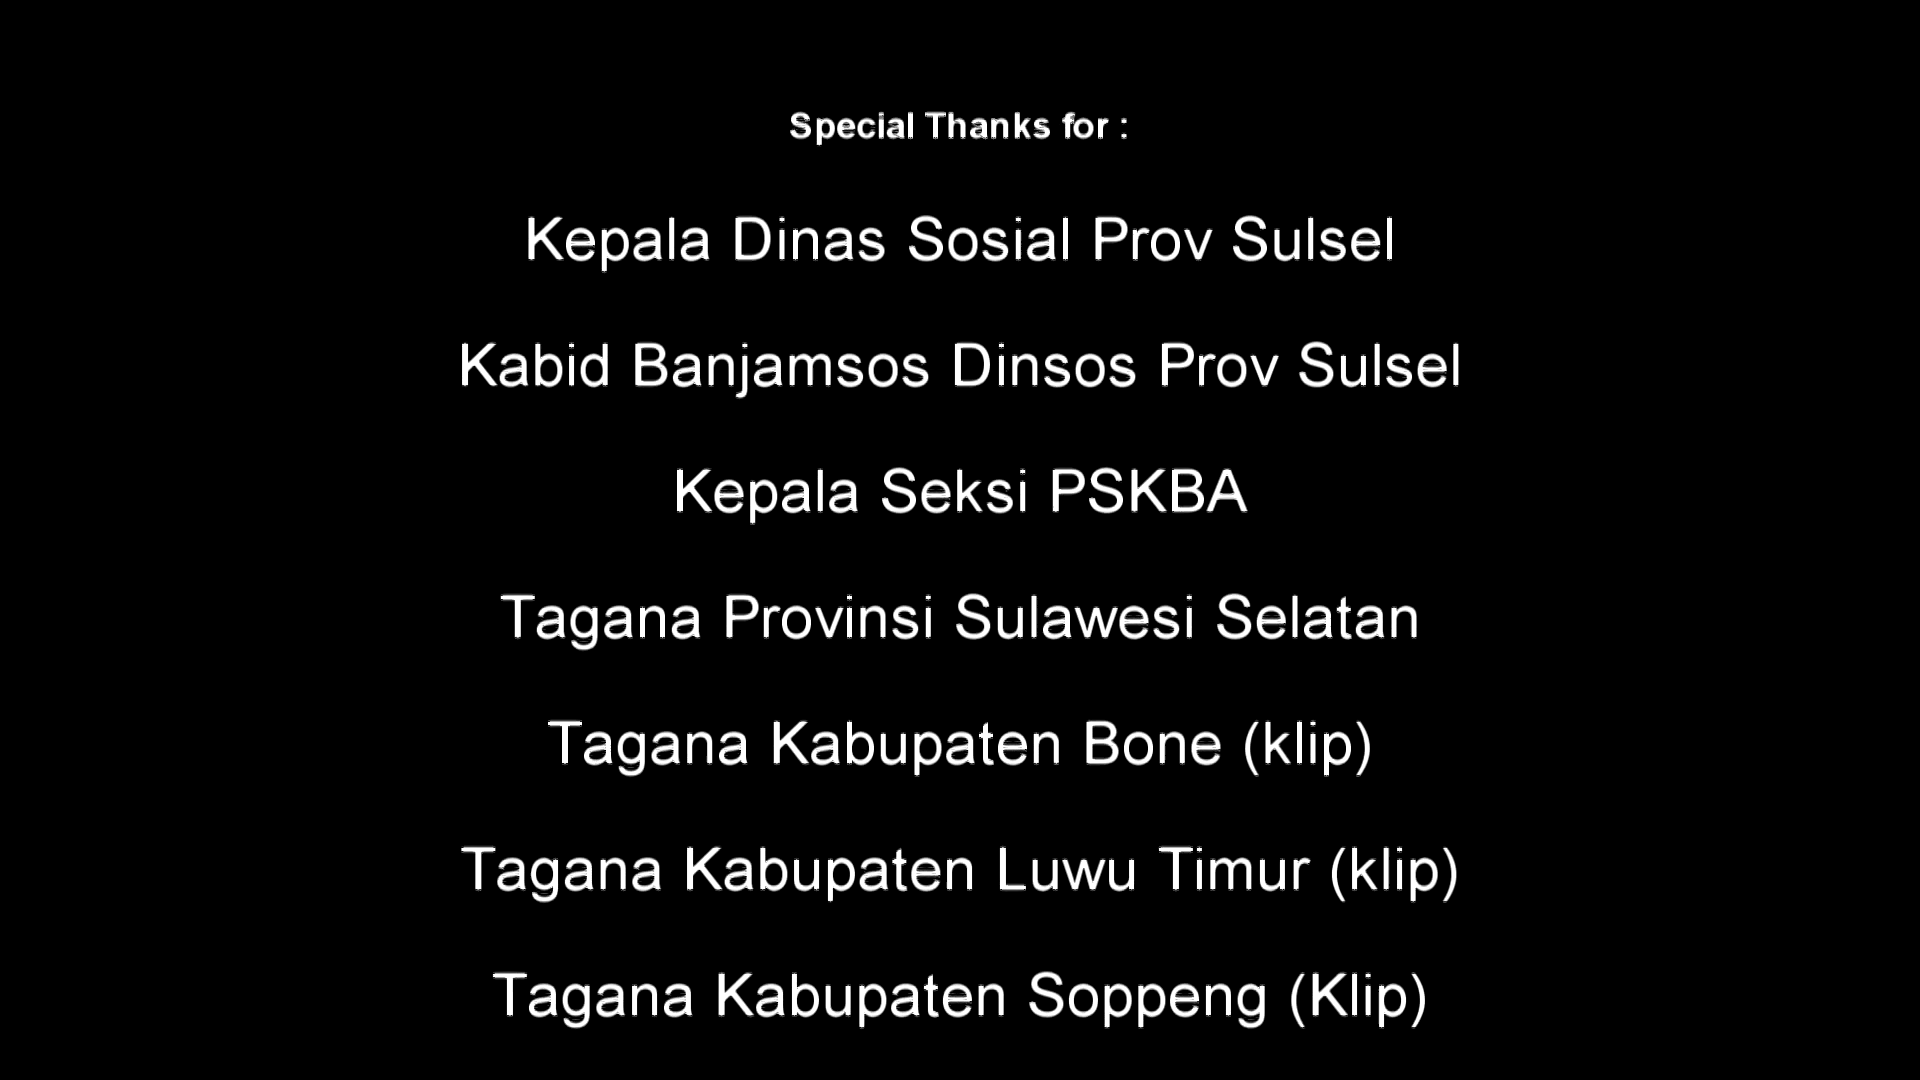 Special Thanks for :
Kepala Dinas Sosial Prov Sulsel
Kabid Banjamsos Dinsos Prov Sulsel
Kepala Seksi PSKBA
Tagana Provinsi Sulawesi Selatan
Tagana Kabupaten Bone (klip)
Tagana Kabupaten Luwu Timur (klip)
Tagana Kabupaten Soppeng (Klip)